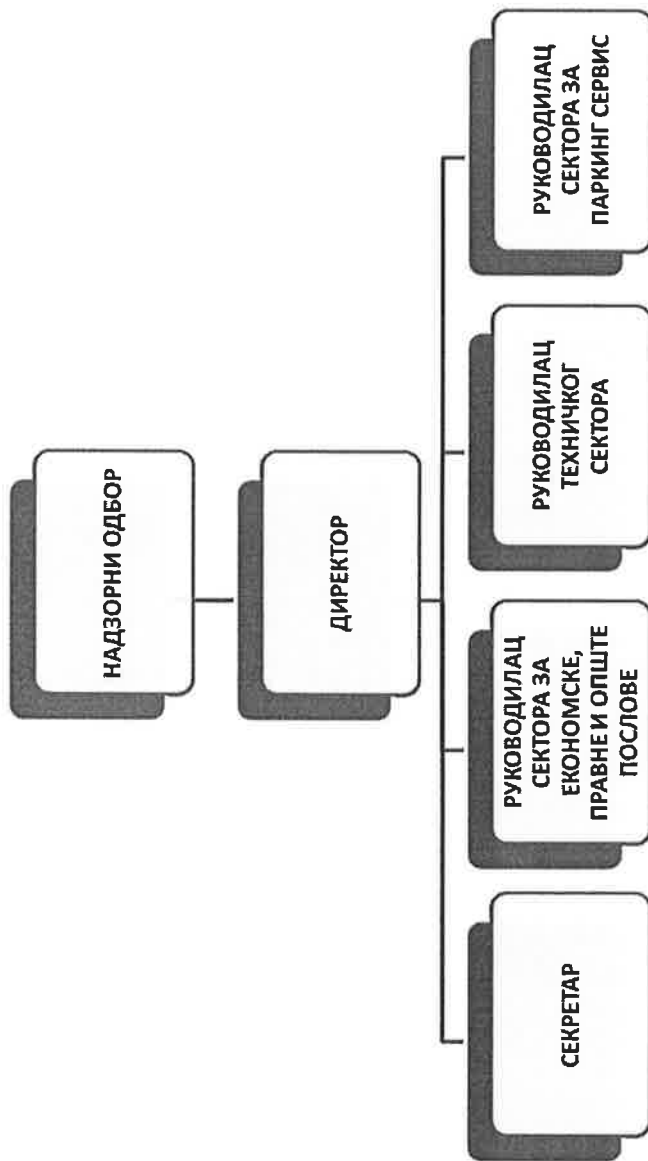 НАДЗОРНИ ОДБОР
ДИРЕКТОР
СЕКРЕТАР
РУКОВОДИЛАЦ
СЕКТОРА ЗА
ЕКОНОМСКЕ,
ПРАВНЕ И ОПШТЕ
ПОСЛОВЕ
РУКОВОДИЛАЦ
ТЕХНИЧКОГ
СЕКТОРА
РУКОВОДИЛАЦ
СЕКТОРА ЗА
ПАРКИНГ СЕРВИС